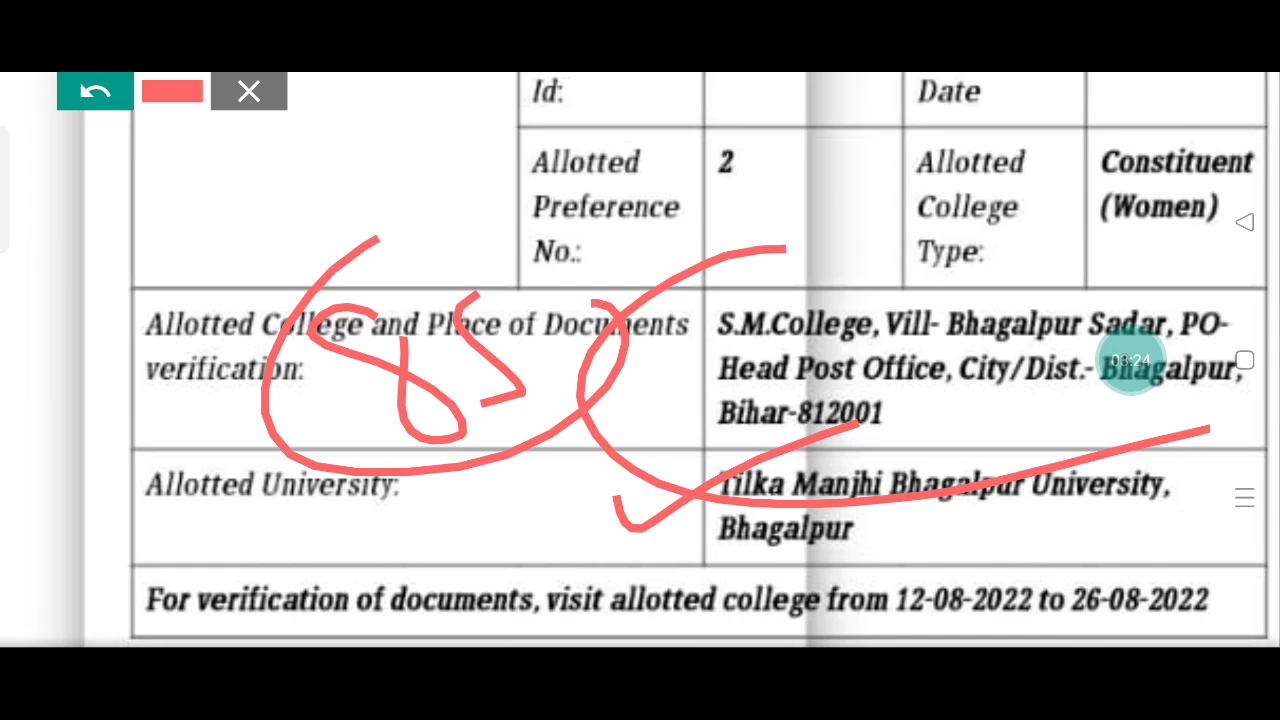 Id:
Date
Allotted Preference No.:
2
Allotted College Type:
Constituent (Women)
Allotted College and Place of Documents
verification:
S.M.College, Vill- Bhagalpur Sadar, PO-
Head Post Office, City/Dist.- Bhagalpur,
Bihar-812001
85
03:24
Allotted University:
Tilka Manjhi Bhagalpur University,
Bhagalpur
For verification of documents, visit allotted college from 12-08-2022 to 26-08-2022